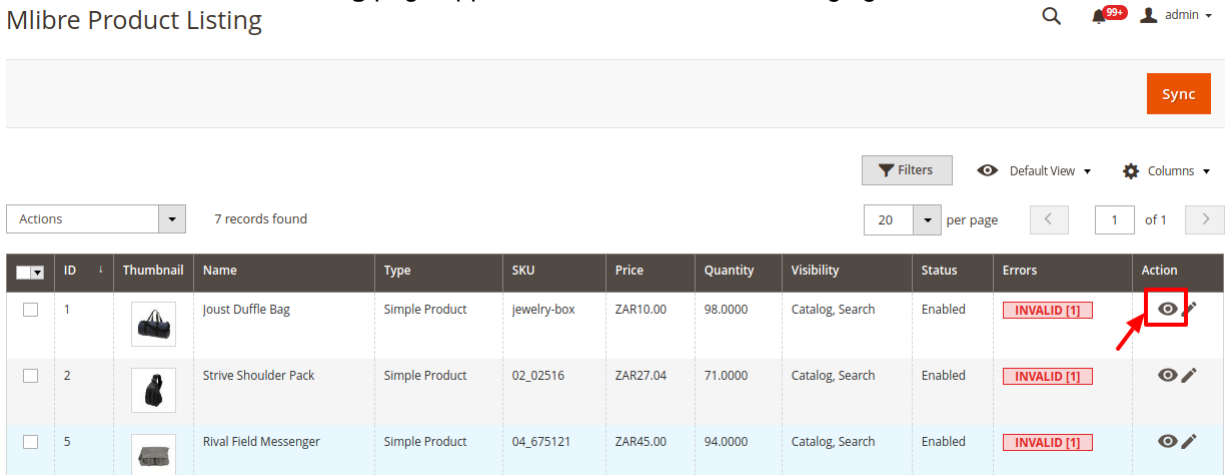 Mlibre Product Listing
99+
admin
Sync
Filters
Default View
Columns
Actions
7 records found
20
per page
1
of 1
ID ↓ Thumbnail Name Type SKU Price Quantity Visibility Status Errors Action
1 Joust Duffle Bag Simple Product jewelry-box ZAR10.00 98.0000 Catalog, Search Enabled INVALID [1]
2 Strive Shoulder Pack Simple Product 02_02516 ZAR27.04 71.0000 Catalog, Search Enabled INVALID [1]
5 Rival Field Messenger Simple Product 04_675121 ZAR45.00 94.0000 Catalog, Search Enabled INVALID [1]